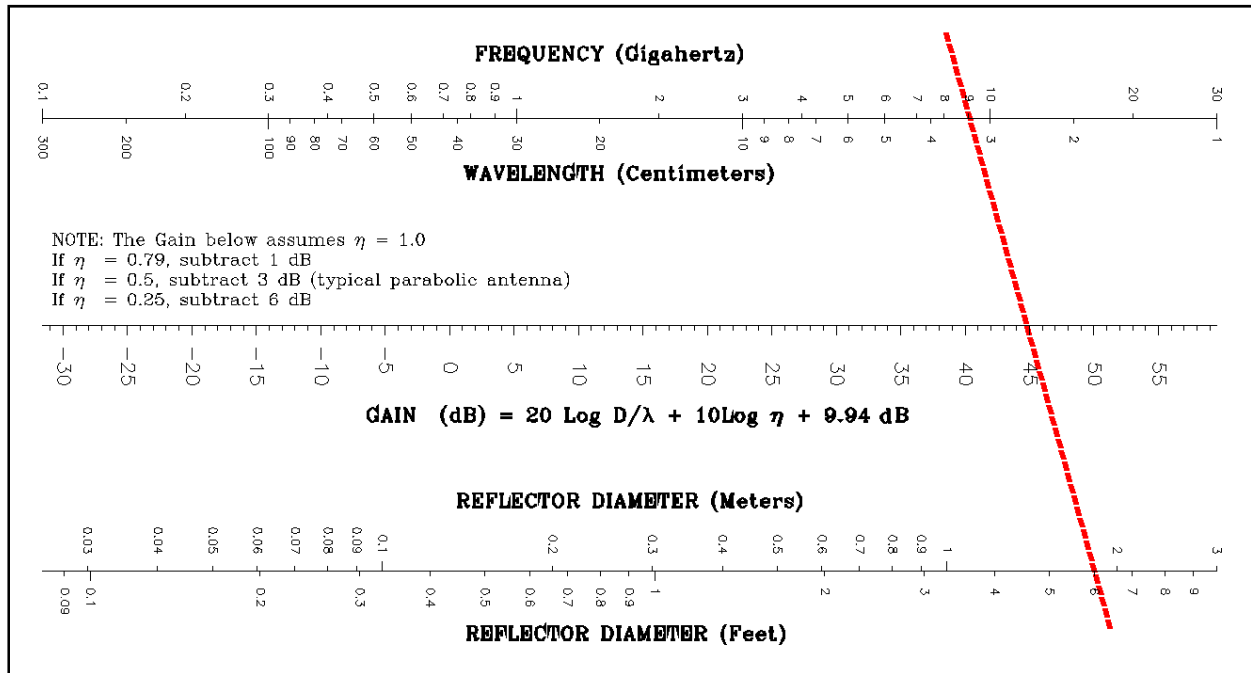 FREQUENCY (Gigahertz)
0.1 0.2 0.3 0.4 0.5 0.6 0.7 0.8 0.9 1 2 3 4 5 6 7 8 9 10 20 30
300 200 100 90 80 70 60 50 40 30 20 10 9 8 7 6 5 4 3 2 1
WAVELENGTH (Centimeters)
NOTE: The Gain below assumes η = 1.0
If η = 0.79, subtract 1 dB
If η = 0.5, subtract 3 dB (typical parabolic antenna)
If η = 0.25, subtract 6 dB
-30 -25 -20 -15 -10 -5 0 5 10 15 20 25 30 35 40 45 50 55
GAIN (dB) = 20 Log D/λ + 10Log η + 9.94 dB
REFLECTOR DIAMETER (Meters)
0.03 0.04 0.05 0.06 0.07 0.08 0.09 0.1 0.2 0.3 0.4 0.5 0.6 0.7 0.8 0.9 1 2 3
0.09 0.1 0.2 0.3 0.4 0.5 0.6 0.7 0.8 0.9 1 2 3 4 5 6 7 8 9
REFLECTOR DIAMETER (Feet)